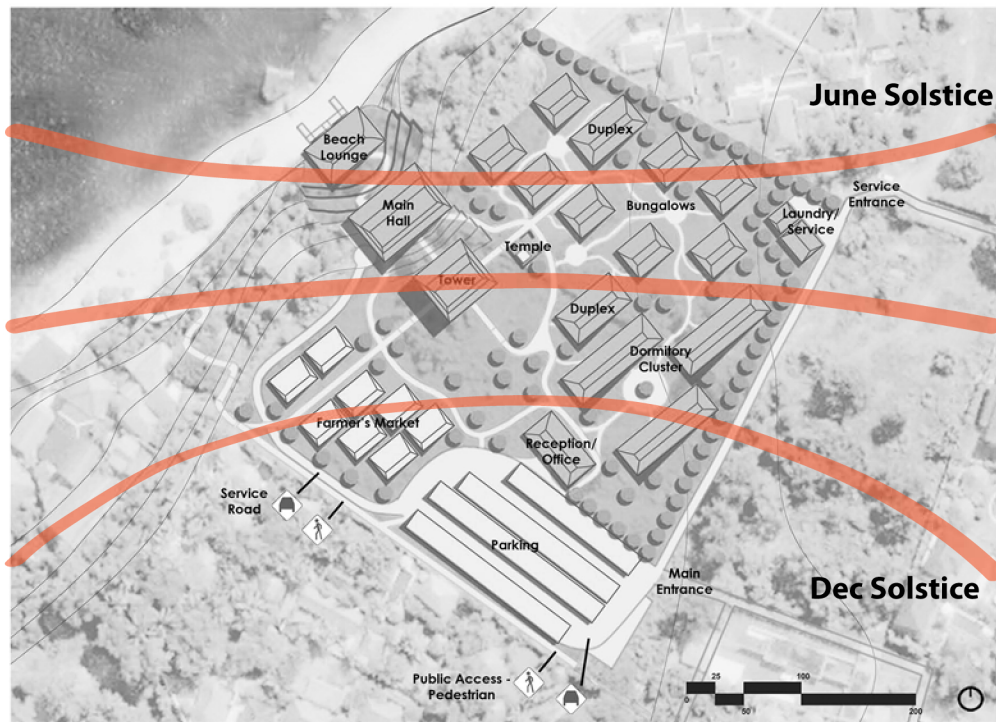 June Solstice
Beach
Lounge
Duplex
Main
Hall
Bungalows
Service
Entrance
Laundry/
Service
Temple
Tower
Duplex
Dormitory
Cluster
Farmer's Market
Reception/
Office
Service
Road
Parking
Main
Entrance
Dec Solstice
Public Access -
Pedestrian
25
100
0
50
200